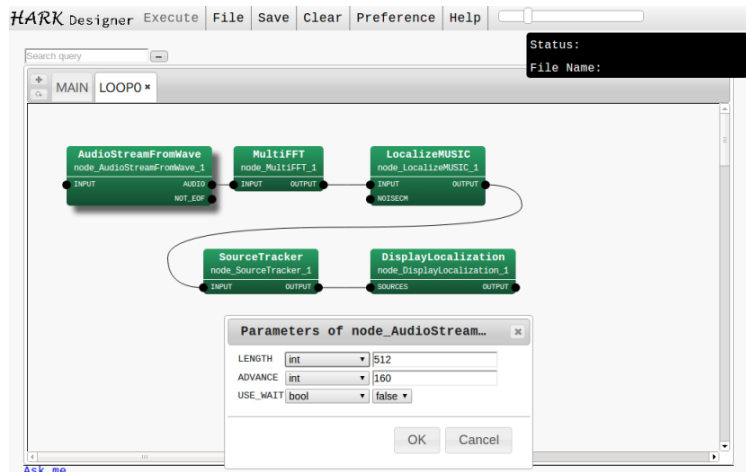 HARK Designer Execute File Save Clear Preference Help
Status:
File Name:
Search query
MAIN LOOP0
AudioStreamFromWave
node_AudioStreamFromWave_1
INPUT AUDIO
NOT_EOF
MultiFFT
node_MultiFFT_1
INPUT OUTPUT
LocalizeMUSIC
node_LocalizeMUSIC_1
INPUT OUTPUT
NOISECM
SourceTracker
node_SourceTracker_1
INPUT OUTPUT
DisplayLocalization
node_DisplayLocalization_1
SOURCES OUTPUT
Parameters of node_AudioStream…
LENGTH int 512
ADVANCE int 160
USE_WAIT bool false
OK Cancel
Ask me